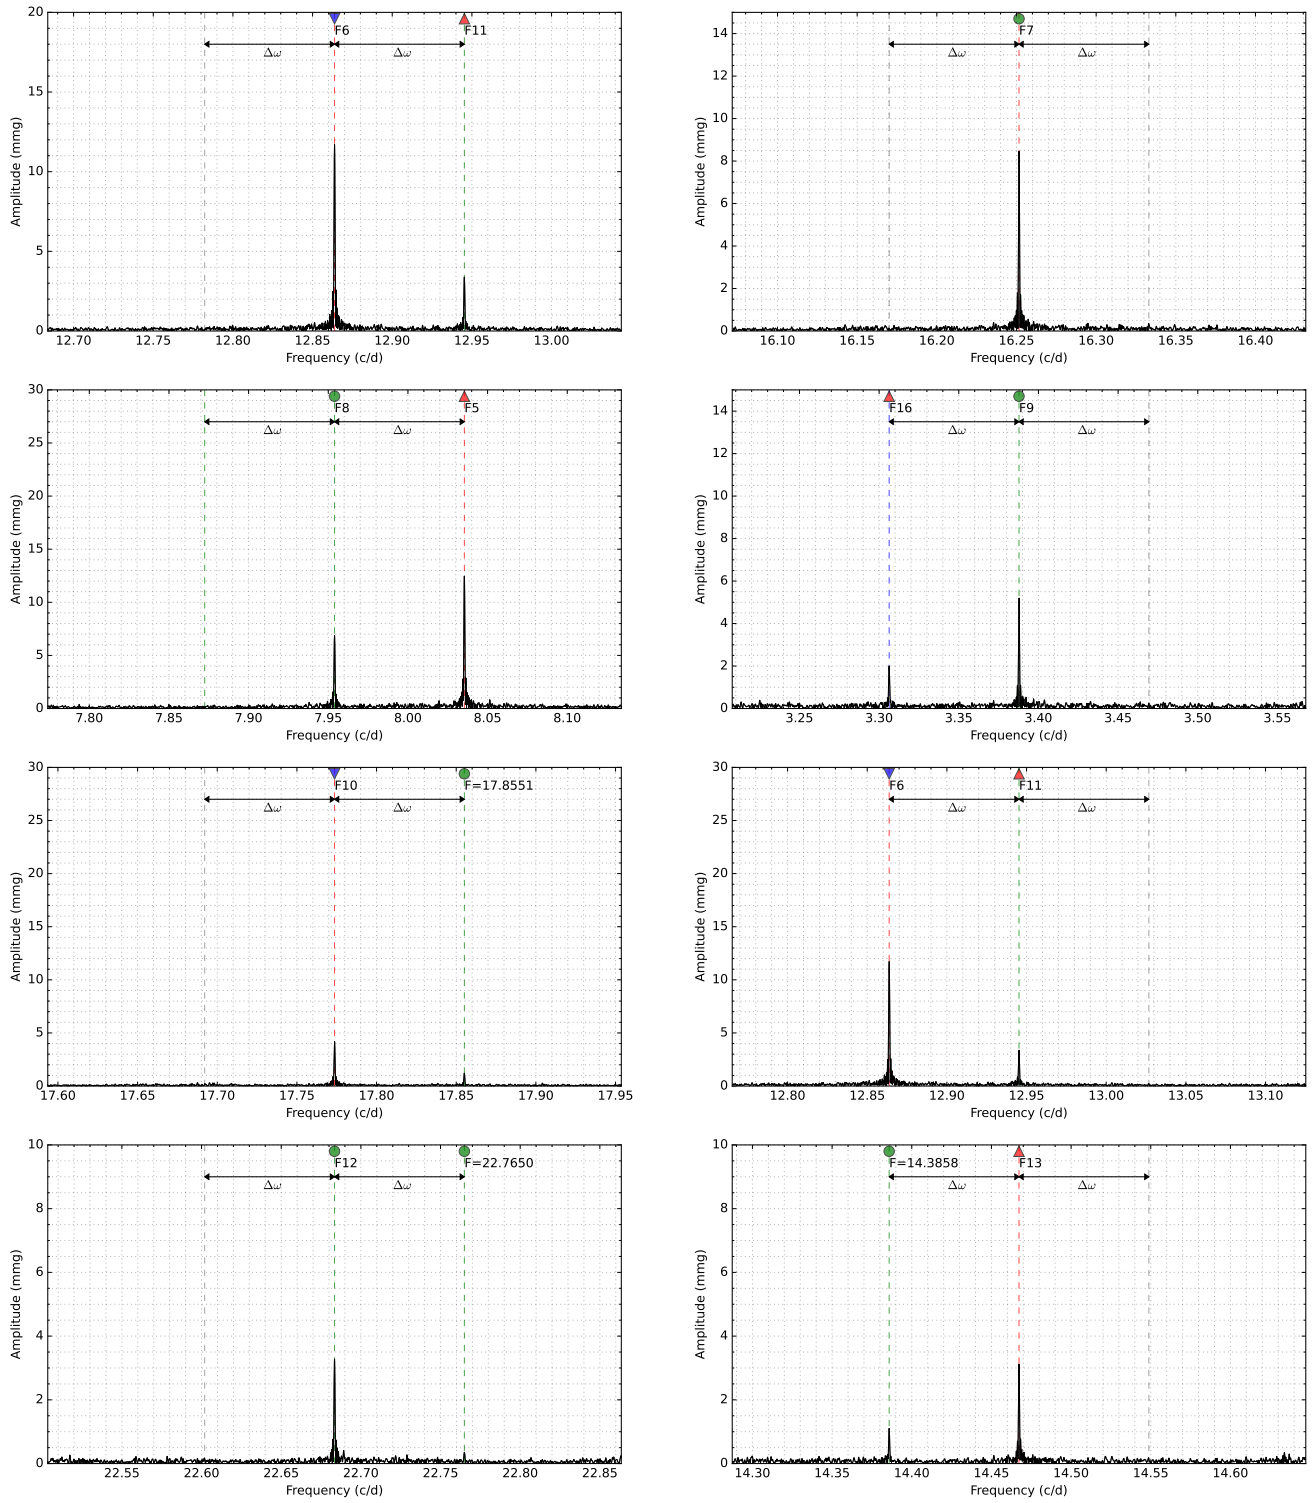 20
15
10
5
0
Amplitude (mmg)
F6 F11
Δω Δω
12.70 12.75 12.80 12.85 12.90 12.95 13.00
Frequency (c/d)
14
12
10
8
6
4
2
0
Amplitude (mmg)
F7
Δω Δω
16.10 16.15 16.20 16.25 16.30 16.35 16.40
Frequency (c/d)
30
25
20
15
10
5
0
Amplitude (mmg)
F8 F5
Δω Δω
7.80 7.85 7.90 7.95 8.00 8.05 8.10
Frequency (c/d)
14
12
10
8
6
4
2
0
Amplitude (mmg)
F16 F9
Δω Δω
3.25 3.30 3.35 3.40 3.45 3.50 3.55
Frequency (c/d)
30
25
20
15
10
5
0
Amplitude (mmg)
F10 F=17.8551
Δω Δω
17.60 17.65 17.70 17.75 17.80 17.85 17.90 17.95
Frequency (c/d)
30
25
20
15
10
5
0
Amplitude (mmg)
F6 F11
Δω Δω
12.80 12.85 12.90 12.95 13.00 13.05 13.10
Frequency (c/d)
10
8
6
4
2
0
Amplitude (mmg)
F12 F=22.7650
Δω Δω
22.55 22.60 22.65 22.70 22.75 22.80 22.85
Frequency (c/d)
10
8
6
4
2
0
Amplitude (mmg)
F=14.3858 F13
Δω Δω
14.30 14.35 14.40 14.45 14.50 14.55 14.60
Frequency (c/d)